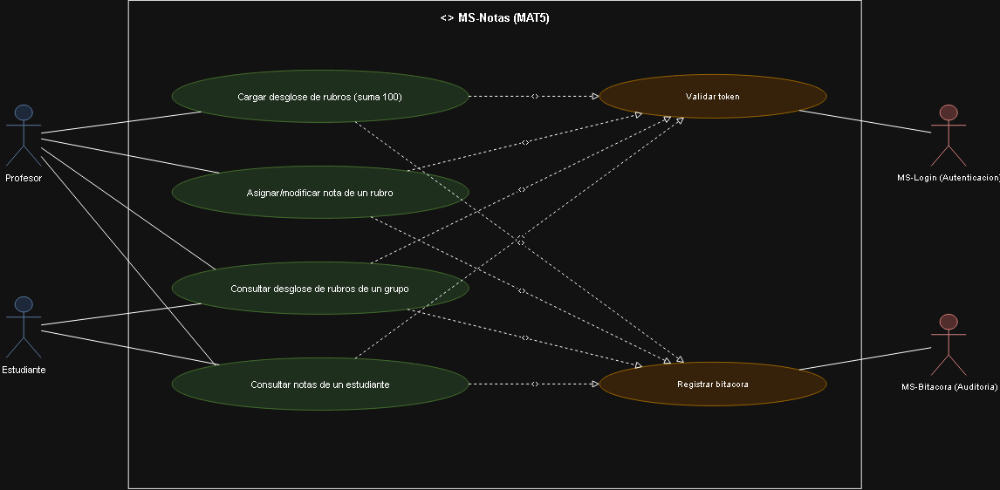 <> MS-Notas (MAT5)
Cargar desglose de rubros (suma 100)
<>
Validar token
Profesor
Asignar/modificar nota de un rubro
<>
MS-Login (Autenticacion)
<>
<>
<>
Consultar desglose de rubros de un grupo
<>
<>
Estudiante
Consultar notas de un estudiante
<>
Registrar bitacora
MS-Bitacora (Auditoria)